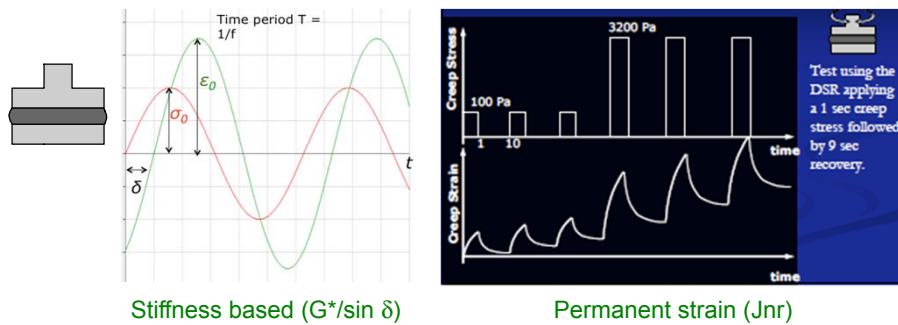 Time period T =
1/f
ε0
σ0
t
δ
Stiffness based (G*/sin δ)
Creep Stress
3200 Pa
100 Pa
1 10
time
Creep Strain
time
Test using the
DSR applying
a 1 sec creep
stress followed
by 9 sec
recovery.
Permanent strain (Jnr)